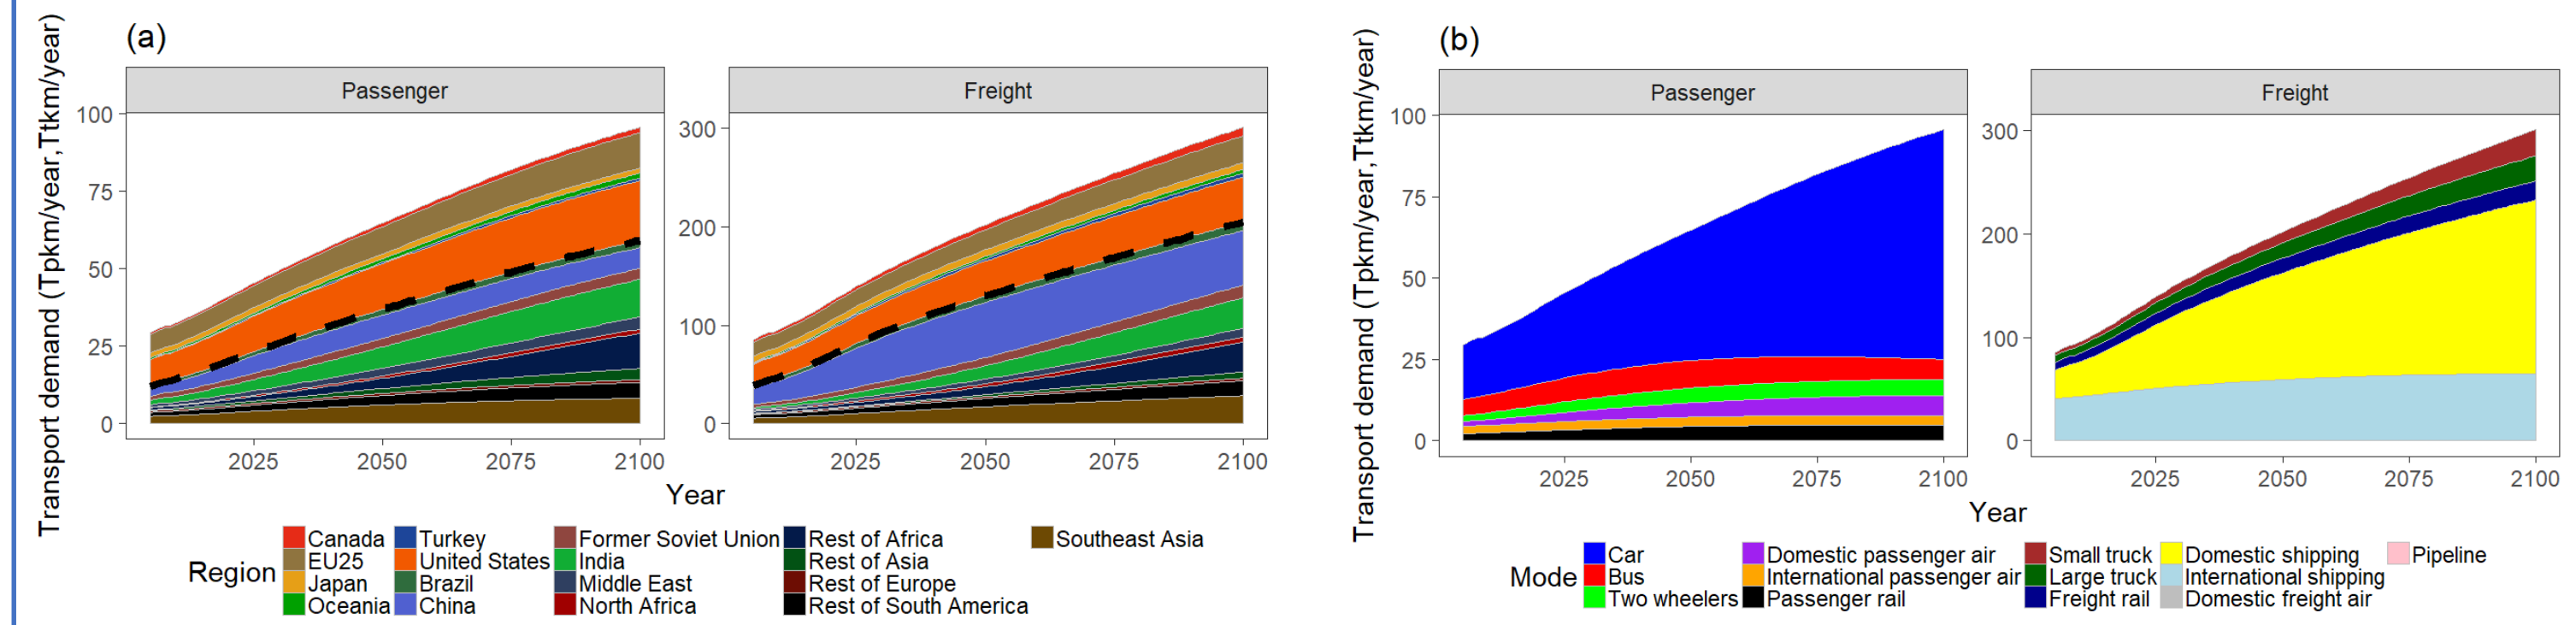 (a)
Transport demand (Tpkm/year,Ttkm/year)
Passenger
100
75
50
25
0
2025 2050 2075 2100
Freight
300
200
100
0
2025 2050 2075 2100
Year
Region
Canada Turkey Former Soviet Union Rest of Africa Southeast Asia
EU25 United States India Rest of Asia
Japan Brazil Middle East Rest of Europe
Oceania China North Africa Rest of South America
(b)
Transport demand (Tpkm/year,Ttkm/year)
Passenger
100
75
50
25
0
2025 2050 2075 2100
Freight
300
200
100
0
2025 2050 2075 2100
Year
Mode
Car Domestic passenger air Small truck Domestic shipping Pipeline
Bus International passenger air Large truck International shipping
Two wheelers Passenger rail Freight rail Domestic freight air